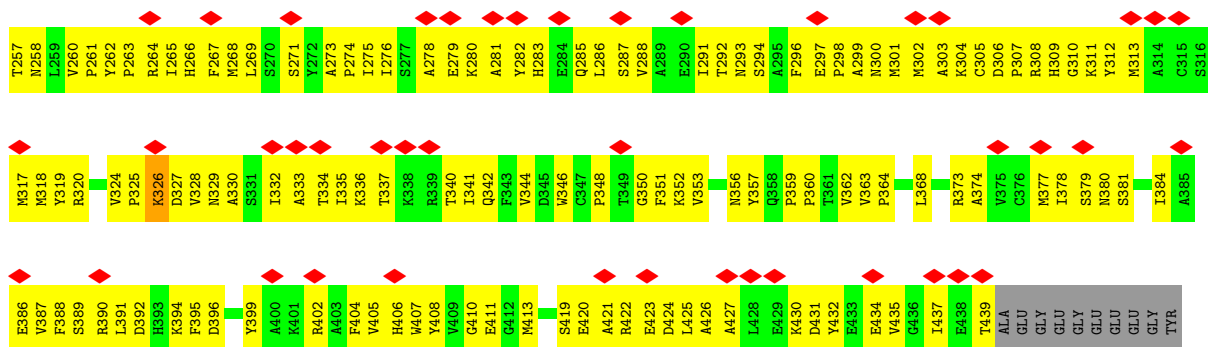 T257 N258 L259 V260 P261 Y262 P263 R264 I265 H266 F267 M268 L269 S270 S271 Y272 A273 P274 I275 I276 S277 A278 E279 K280 A281 Y282 H283 E284 Q285 L286 S287 V288 A289 E290 I291 T292 N293 S294 A295 F296 E297 P298 A299 N300 M301 M302 A303 K304 C305 D306 P307 R308 H309 G310 K311 Y312 M313 A314 C315 S316
M317 M318 Y319 R320 V324 P325 K326 D327 V328 N329 A330 S331 I332 A333 T334 I335 K336 T337 K338 R339 T340 I341 Q342 F343 V344 D345 W346 C347 P348 T349 G350 F351 K352 V353 N356 Y357 Q358 P359 P360 T361 V362 V363 P364 L368 R373 A374 V375 C376 M377 I378 S379 N380 S381 I384 A385
E386 V387 F388 S389 R390 L391 D392 H393 K394 F395 D396 Y399 A400 K401 R402 A403 F404 V405 H406 W407 Y408 V409 G410 E411 G412 M413 S419 E420 A421 R422 E423 D424 L425 A426 A427 L428 E429 K430 D431 Y432 E433 E434 V435 G436 I437 E438 T439 ALA GLU GLY GLU GLY GLU GLU GLU GLY TYR